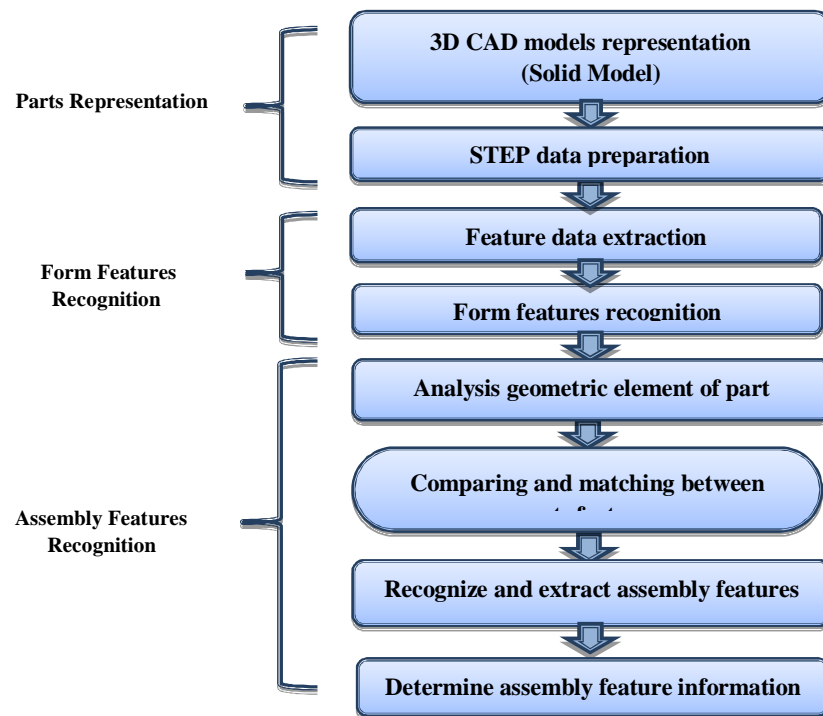 3D CAD models representation
(Solid Model)
Parts Representation
STEP data preparation
Feature data extraction
Form Features
Recognition
Form features recognition
Analysis geometric element of part
Comparing and matching between
Assembly Features
Recognition
Recognize and extract assembly features
Determine assembly feature information